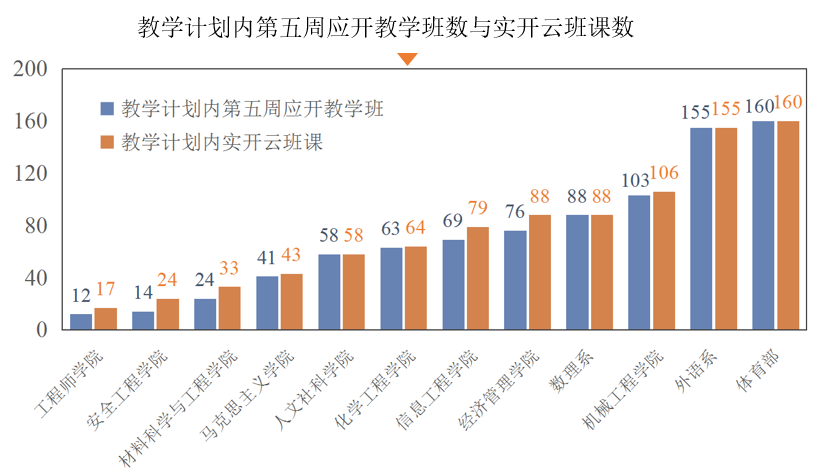 教学计划内第五周应开教学班数与实开云班课数
200
160
120
80
40
0
教学计划内第五周应开教学班
教学计划内实开云班课
12 17
14 24
24 33
41 43
58 58
63 64
69 79
76 88
88 88
103 106
155 155
160 160
工程师学院
安全工程学院
材料科学与工程学院
马克思主义学院
人文社科学院
化学工程学院
信息工程学院
经济管理学院
数理系
机械工程学院
外语系
体育部